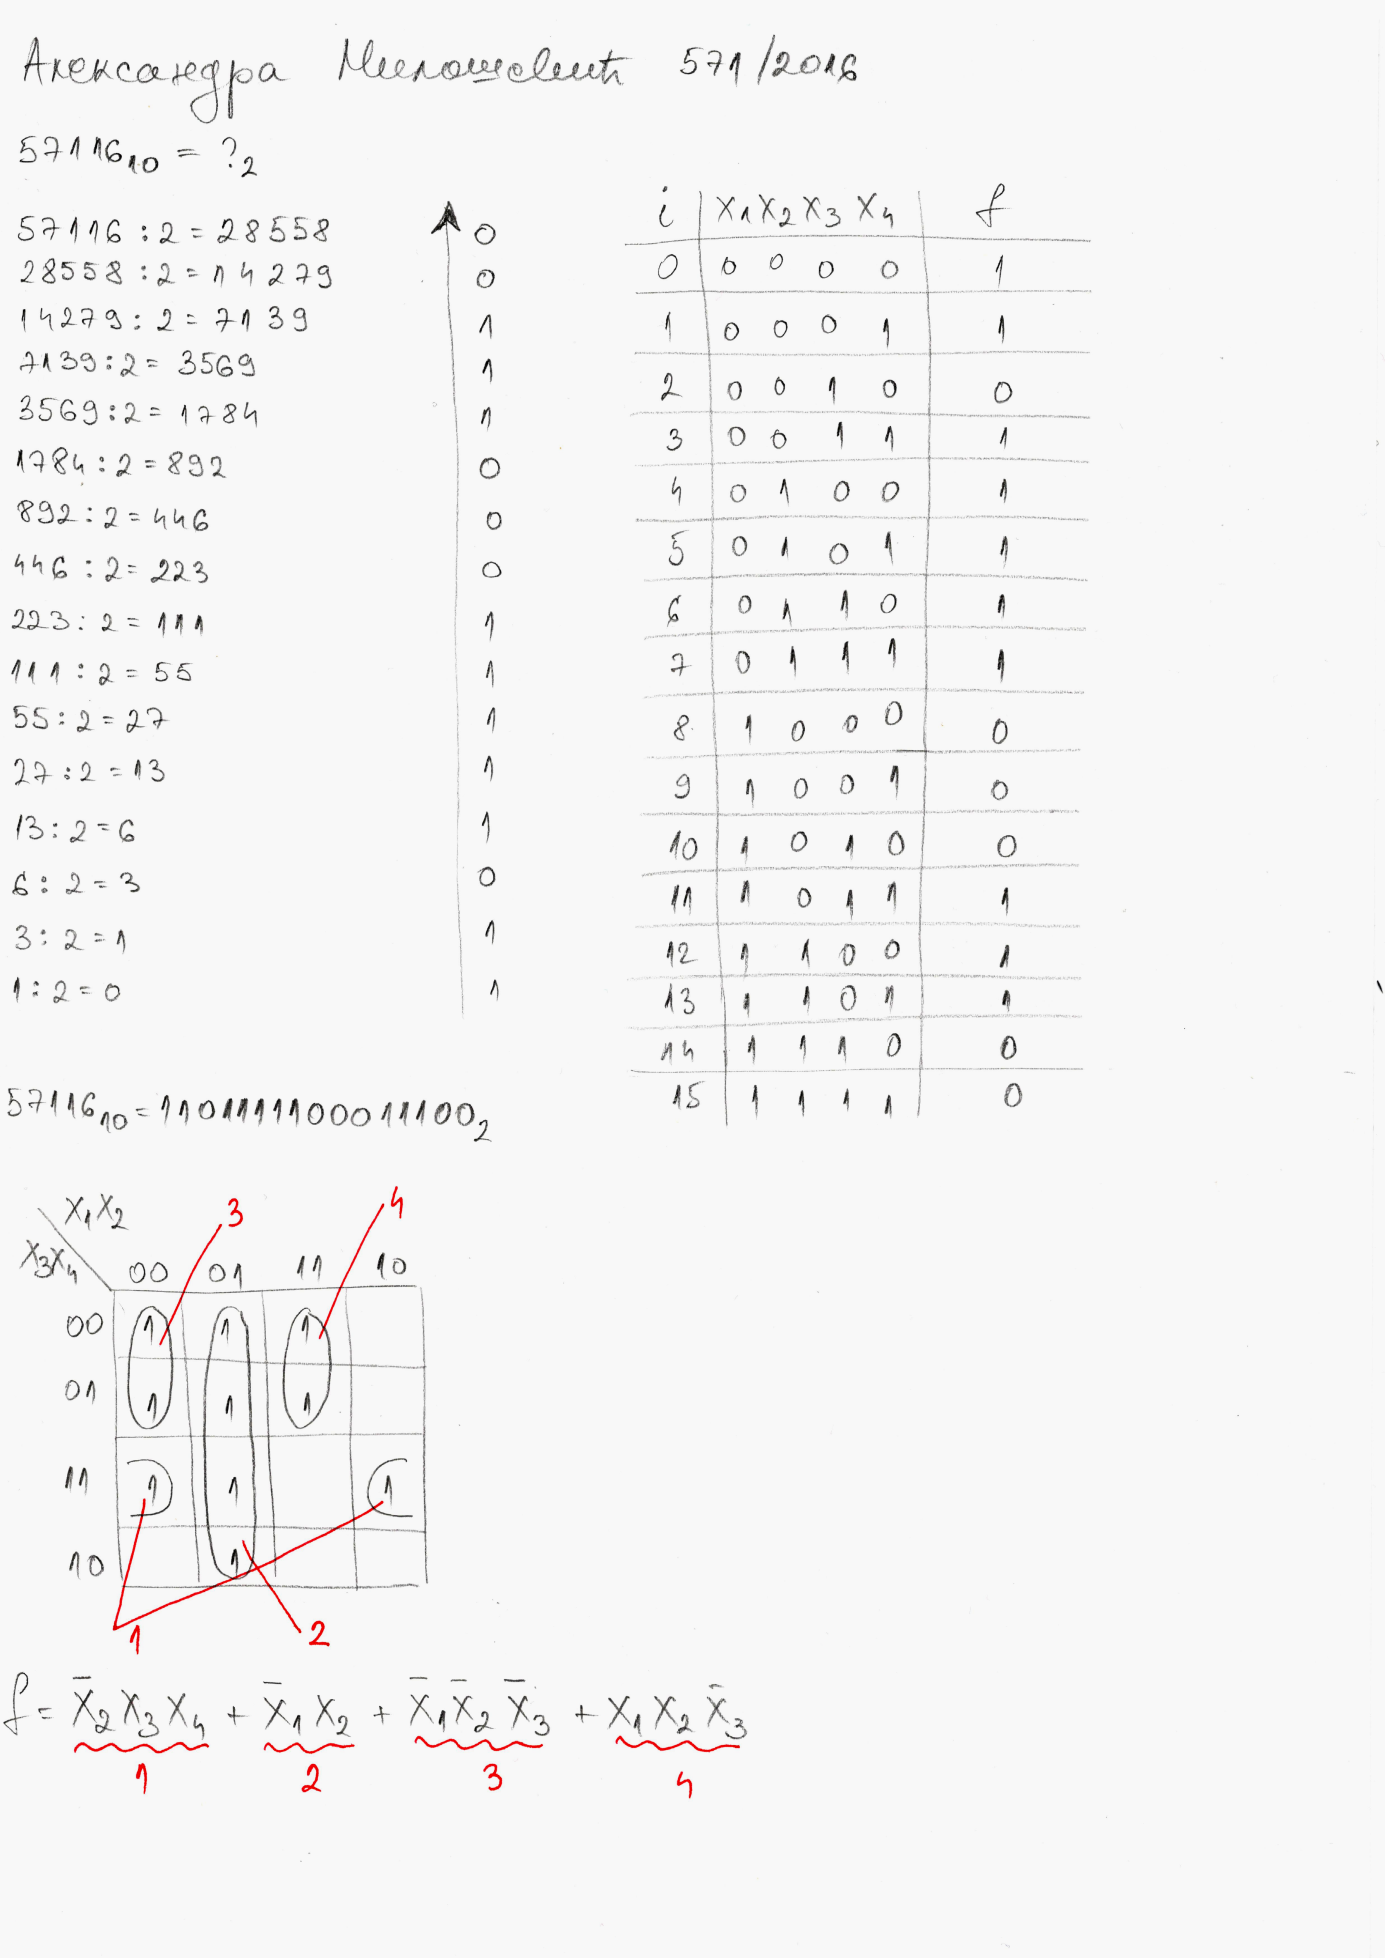 Александра Милошевић 571/2016
57116₁₀ = ?₂
57116 : 2 = 28558 0
28558 : 2 = 14279 0
14279 : 2 = 7139 1
7139 : 2 = 3569 1
3569 : 2 = 1784 1
1784 : 2 = 892 0
892 : 2 = 446 0
446 : 2 = 223 0
223 : 2 = 111 1
111 : 2 = 55 1
55 : 2 = 27 1
27 : 2 = 13 1
13 : 2 = 6 1
6 : 2 = 3 0
3 : 2 = 1 1
1 : 2 = 0 1
57116₁₀ = 1101111100011100₂
i X₁ X₂ X₃ X₄ f
0 0 0 0 0 1
1 0 0 0 1 1
2 0 0 1 0 0
3 0 0 1 1 1
4 0 1 0 0 1
5 0 1 0 1 1
6 0 1 1 0 1
7 0 1 1 1 1
8 1 0 0 0 0
9 1 0 0 1 0
10 1 0 1 0 0
11 1 0 1 1 1
12 1 1 0 0 1
13 1 1 0 1 1
14 1 1 1 0 0
15 1 1 1 1 0
X₁X₂ 3 4
X₃X₄ 00 01 11 10
00 1 1 1
01 1 1 1
11 1 1 1
10 1
1 2
f = X̄₂X₃X₄ + X̄₁X₂ + X̄₁X̄₂X̄₃ + X₁X₂X̄₃
1 2 3 4